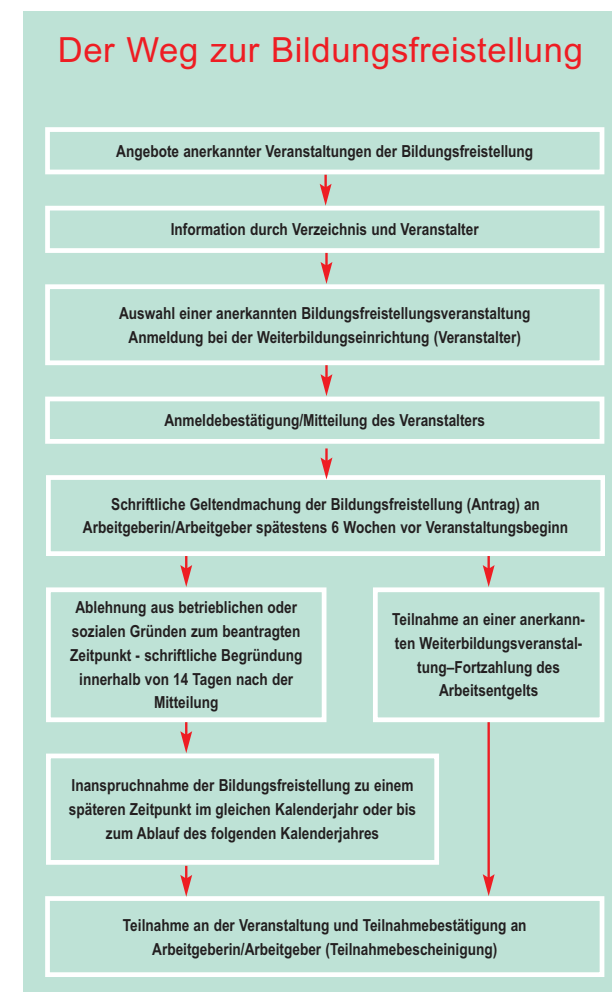 Der Weg zur Bildungsfreistellung
Angebote anerkannter Veranstaltungen der Bildungsfreistellung
Information durch Verzeichnis und Veranstalter
Auswahl einer anerkannten Bildungsfreistellungsveranstaltung
Anmeldung bei der Weiterbildungseinrichtung (Veranstalter)
Anmeldebestätigung/Mitteilung des Veranstalters
Schriftliche Geltendmachung der Bildungsfreistellung (Antrag) an
Arbeitgeberin/Arbeitgeber spätestens 6 Wochen vor Veranstaltungsbeginn
Ablehnung aus betrieblichen oder
sozialen Gründen zum beantragten
Zeitpunkt - schriftliche Begründung
innerhalb von 14 Tagen nach der
Mitteilung
Teilnahme an einer anerkann-
ten Weiterbildungsveranstal-
tung–Fortzahlung des
Arbeitsentgelts
Inanspruchnahme der Bildungsfreistellung zu einem
späteren Zeitpunkt im gleichen Kalenderjahr oder bis
zum Ablauf des folgenden Kalenderjahres
Teilnahme an der Veranstaltung und Teilnahmebestätigung an
Arbeitgeberin/Arbeitgeber (Teilnahmebescheinigung)